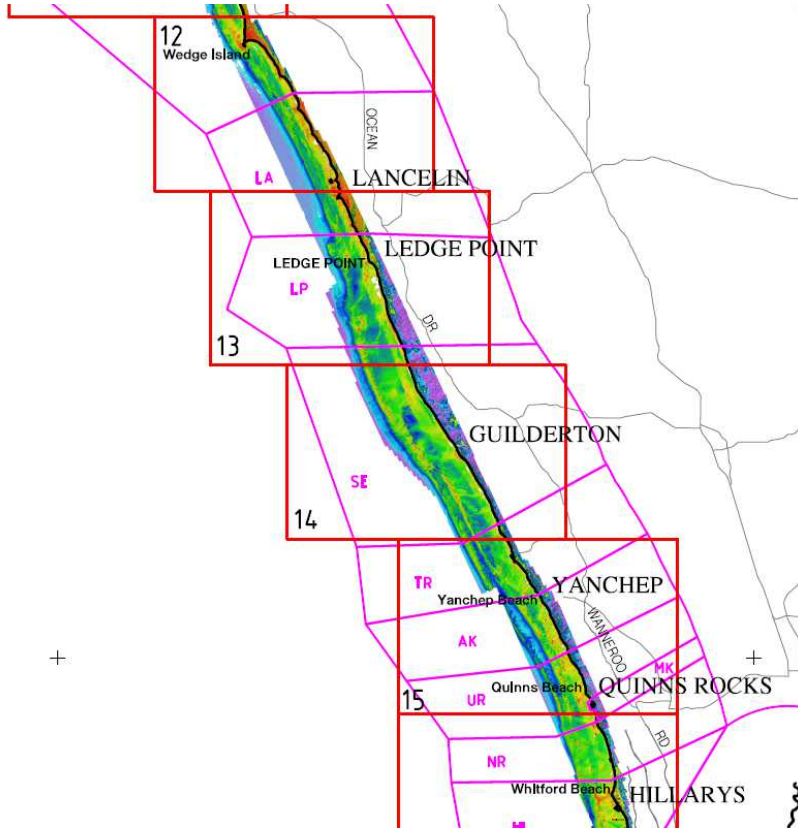 12
Wedge Island
OCEAN
LA
LANCELIN
LEDGE POINT
LEDGE POINT
LP
DR
13
GUILDERTON
SE
14
TR
YANCHEP
Yanchep Beach
WANNEROO
AK
MK
Quinns Beach
QUINNS ROCKS
UR
15
RD
NR
Whitford Beach
HILLARYS